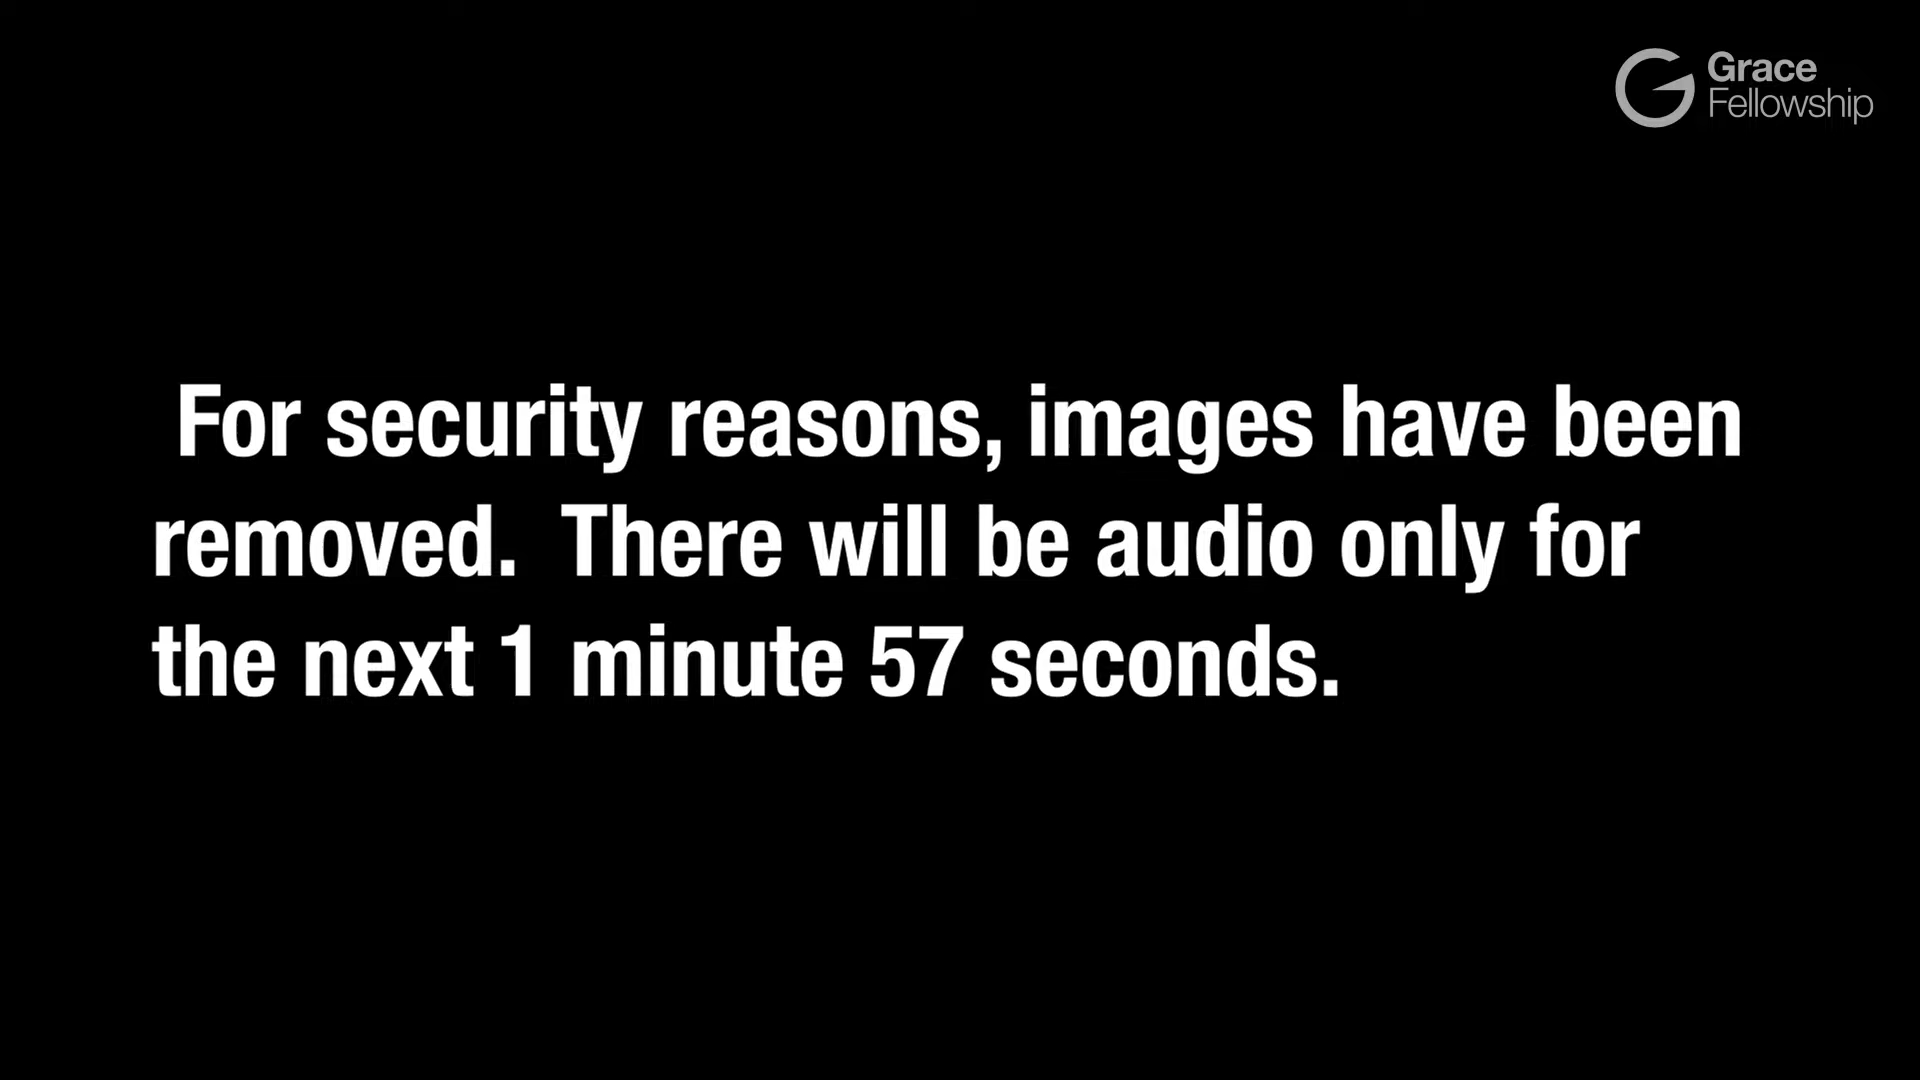 Grace
Fellowship
For security reasons, images have been
removed. There will be audio only for
the next 1 minute 57 seconds.